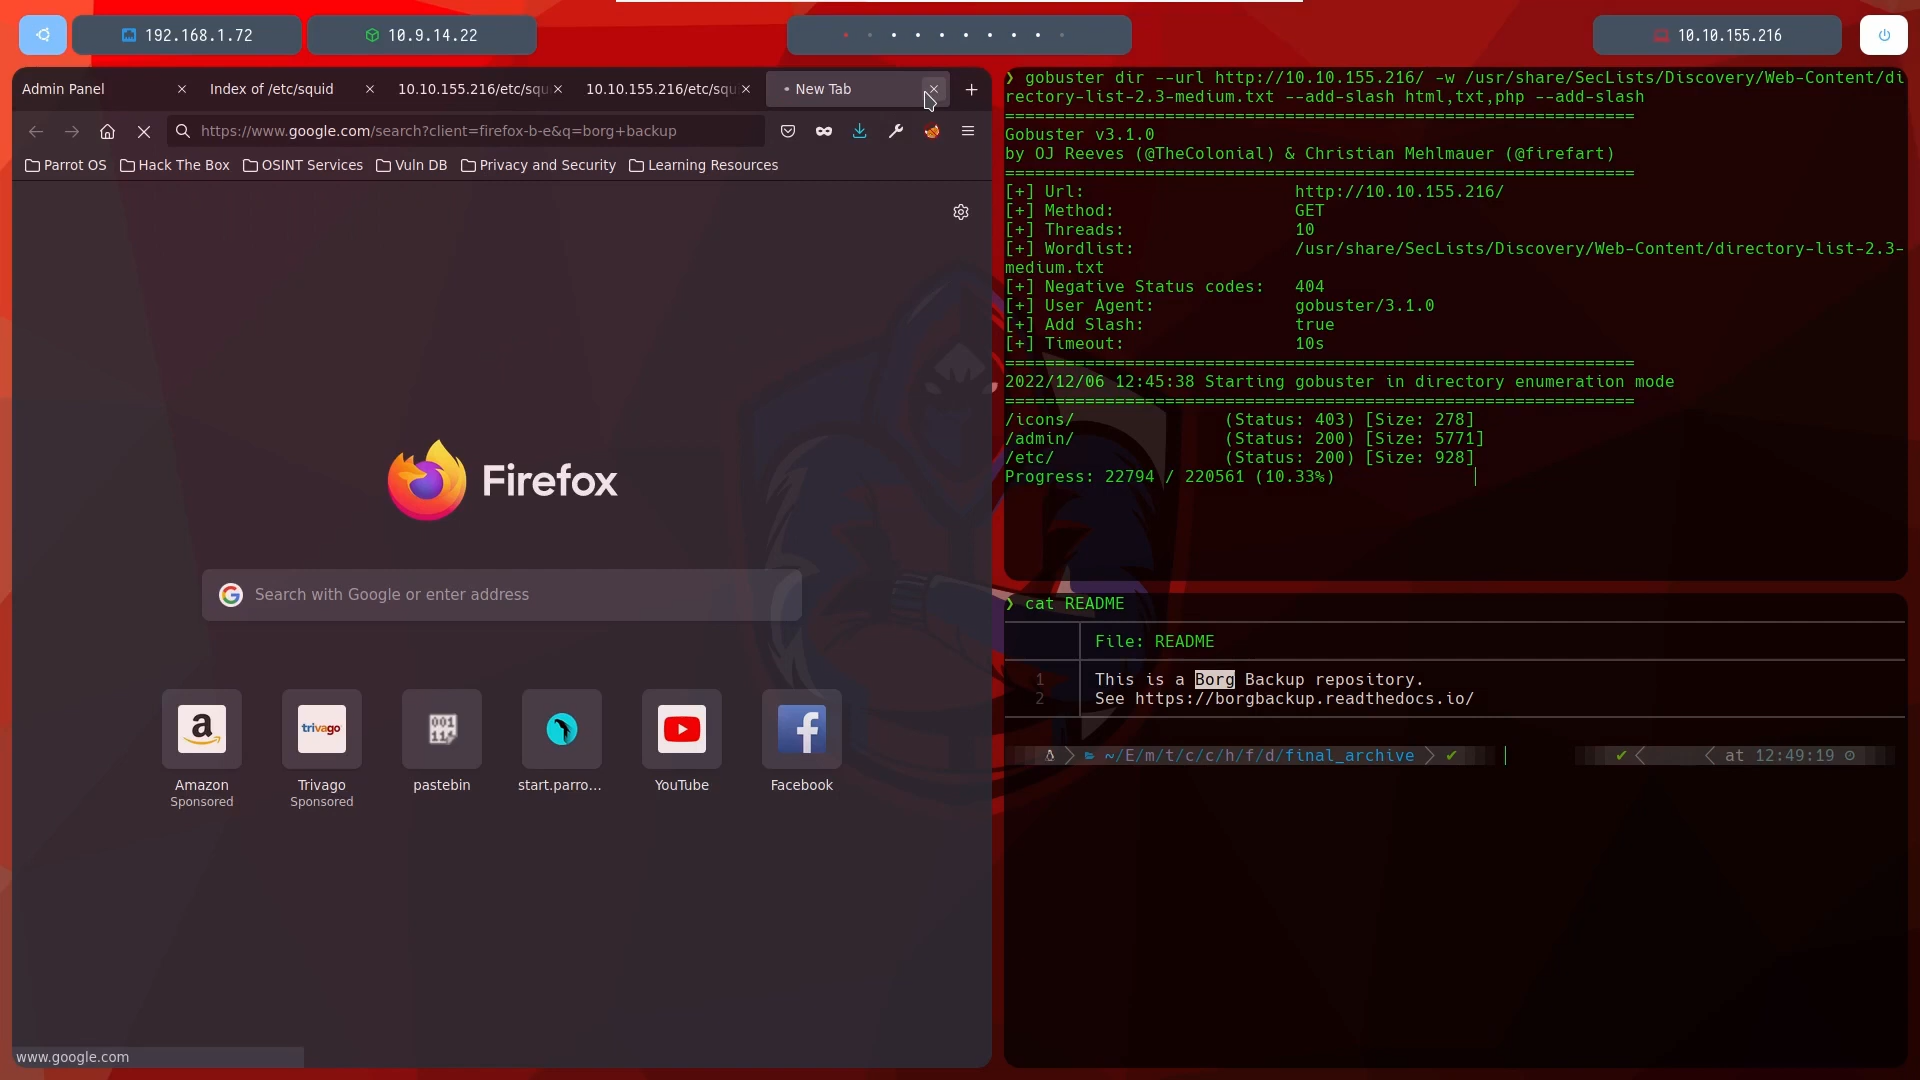 192.168.1.72
10.9.14.22
10.10.155.216
Admin Panel
Index of /etc/squid
10.10.155.216/etc/squ
10.10.155.216/etc/squi
New Tab
https://www.google.com/search?client=firefox-b-e&q=borg+backup
Parrot OS
Hack The Box
OSINT Services
Vuln DB
Privacy and Security
Learning Resources
Firefox
Search with Google or enter address
trivago
Amazon
Sponsored
Trivago
Sponsored
pastebin
start.parro...
YouTube
Facebook
www.google.com
❯ gobuster dir --url http://10.10.155.216/ -w /usr/share/SecLists/Discovery/Web-Content/di
rectory-list-2.3-medium.txt --add-slash html,txt,php --add-slash
===============================================================
Gobuster v3.1.0
by OJ Reeves (@TheColonial) & Christian Mehlmauer (@firefart)
===============================================================
[+] Url: http://10.10.155.216/
[+] Method: GET
[+] Threads: 10
[+] Wordlist: /usr/share/SecLists/Discovery/Web-Content/directory-list-2.3-
medium.txt
[+] Negative Status codes: 404
[+] User Agent: gobuster/3.1.0
[+] Add Slash: true
[+] Timeout: 10s
===============================================================
2022/12/06 12:45:38 Starting gobuster in directory enumeration mode
===============================================================
/icons/ (Status: 403) [Size: 278]
/admin/ (Status: 200) [Size: 5771]
/etc/ (Status: 200) [Size: 928]
Progress: 22794 / 220561 (10.33%)
❯ cat README
File: README
1 This is a Borg Backup repository.
2 See https://borgbackup.readthedocs.io/
~/E/m/t/c/c/h/f/d/final_archive ✔
✔ at 12:49:19